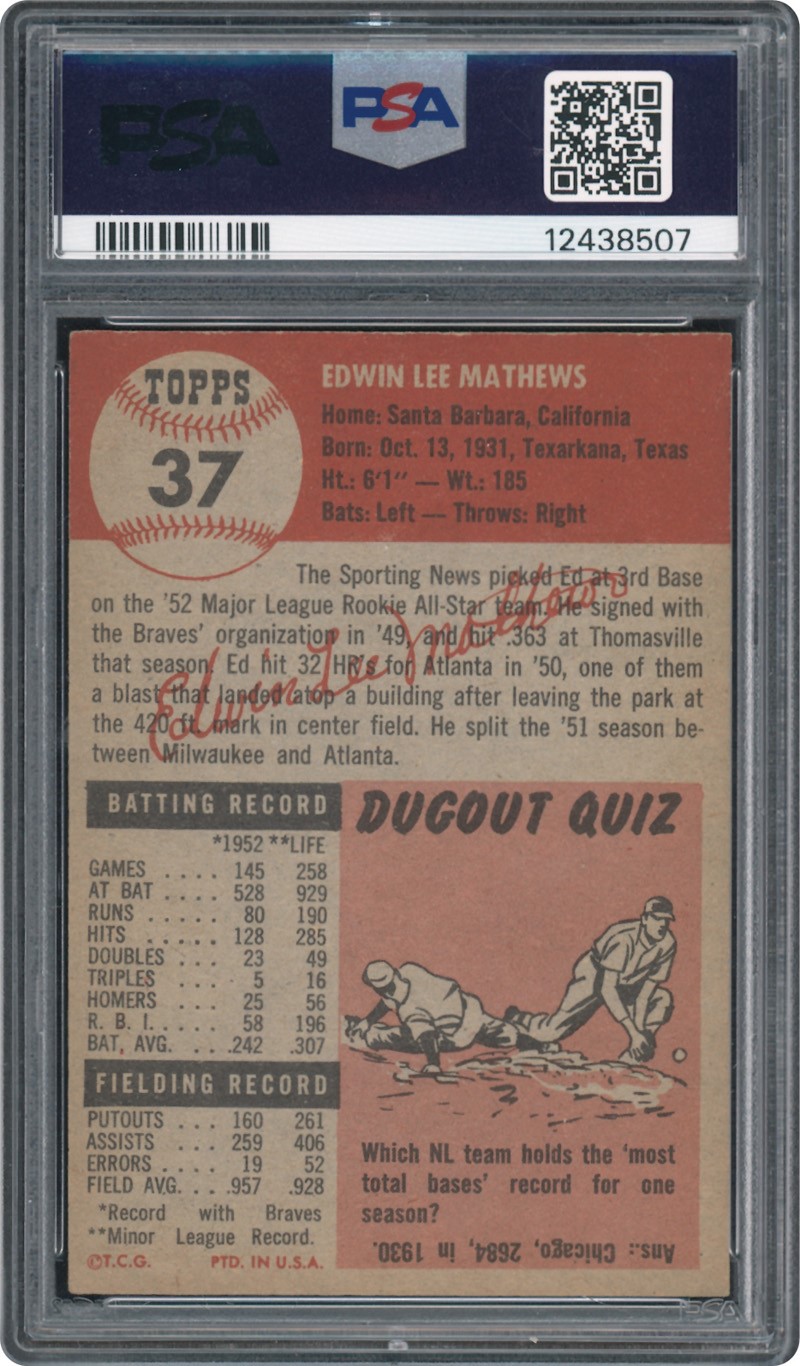 PSA
PSA
12438507
TOPPS
37
EDWIN LEE MATHEWS
Home: Santa Barbara, California
Born: Oct. 13, 1931, Texarkana, Texas
Ht.: 6'1" — Wt.: 185
Bats: Left — Throws: Right
The Sporting News picked Ed at 3rd Base
on the '52 Major League Rookie All-Star team. He signed with
the Braves' organization in '49, and hit .363 at Thomasville
that season. Ed hit 32 HR's for Atlanta in '50, one of them
a blast that landed atop a building after leaving the park at
the 420 ft. mark in center field. He split the '51 season be-
tween Milwaukee and Atlanta.
Edwin Lee Mathews
BATTING RECORD
*1952 **LIFE
GAMES .... 145 258
AT BAT .... 528 929
RUNS ..... 80 190
HITS ..... 128 285
DOUBLES ... 23 49
TRIPLES ... 5 16
HOMERS ... 25 56
R. B. I..... 58 196
BAT. AVG. ... .242 .307
FIELDING RECORD
PUTOUTS ... 160 261
ASSISTS ... 259 406
ERRORS .... 19 52
FIELD AVG. ... .957 .928
*Record with Braves
**Minor League Record.
©T.C.G. PTD. IN U.S.A.
DUGOUT QUIZ
Which NL team holds the 'most
total bases' record for one
season?
Ans.: Chicago, 2684, in 1930.
PSA